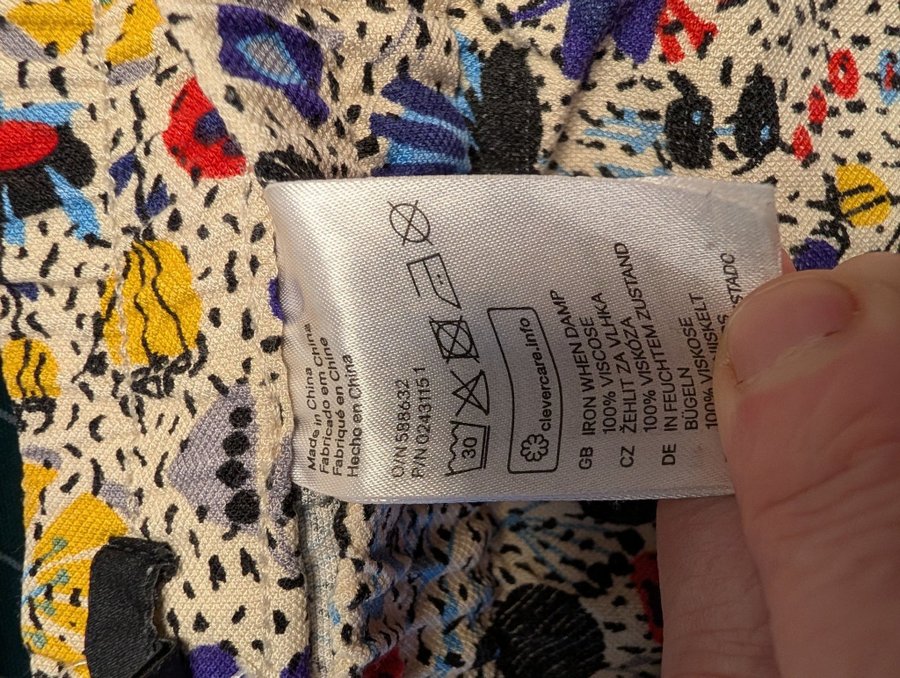 Made in China
Fabricado em China
Fabriqué en Chine
Hecho en China
O/N 588632
P/N 0243115 1
30
clevercare.info
GB IRON WHEN DAMP
100% VISCOSE
CZ ŽEHLIT ZA VLHKA
100% VISKÓZA
DE IN FEUCHTEM ZUSTAND
BÜGELN
100% VISKOSE